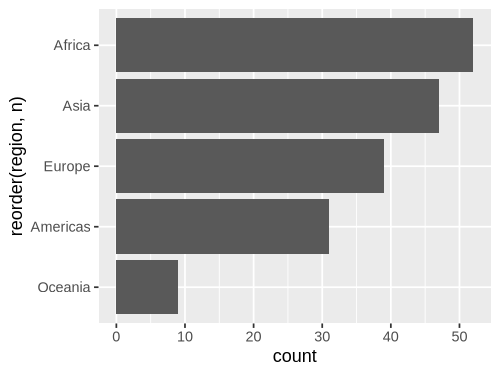 reorder(region, n)
Africa
Asia
Europe
Americas
Oceania
0 10 20 30 40 50
count